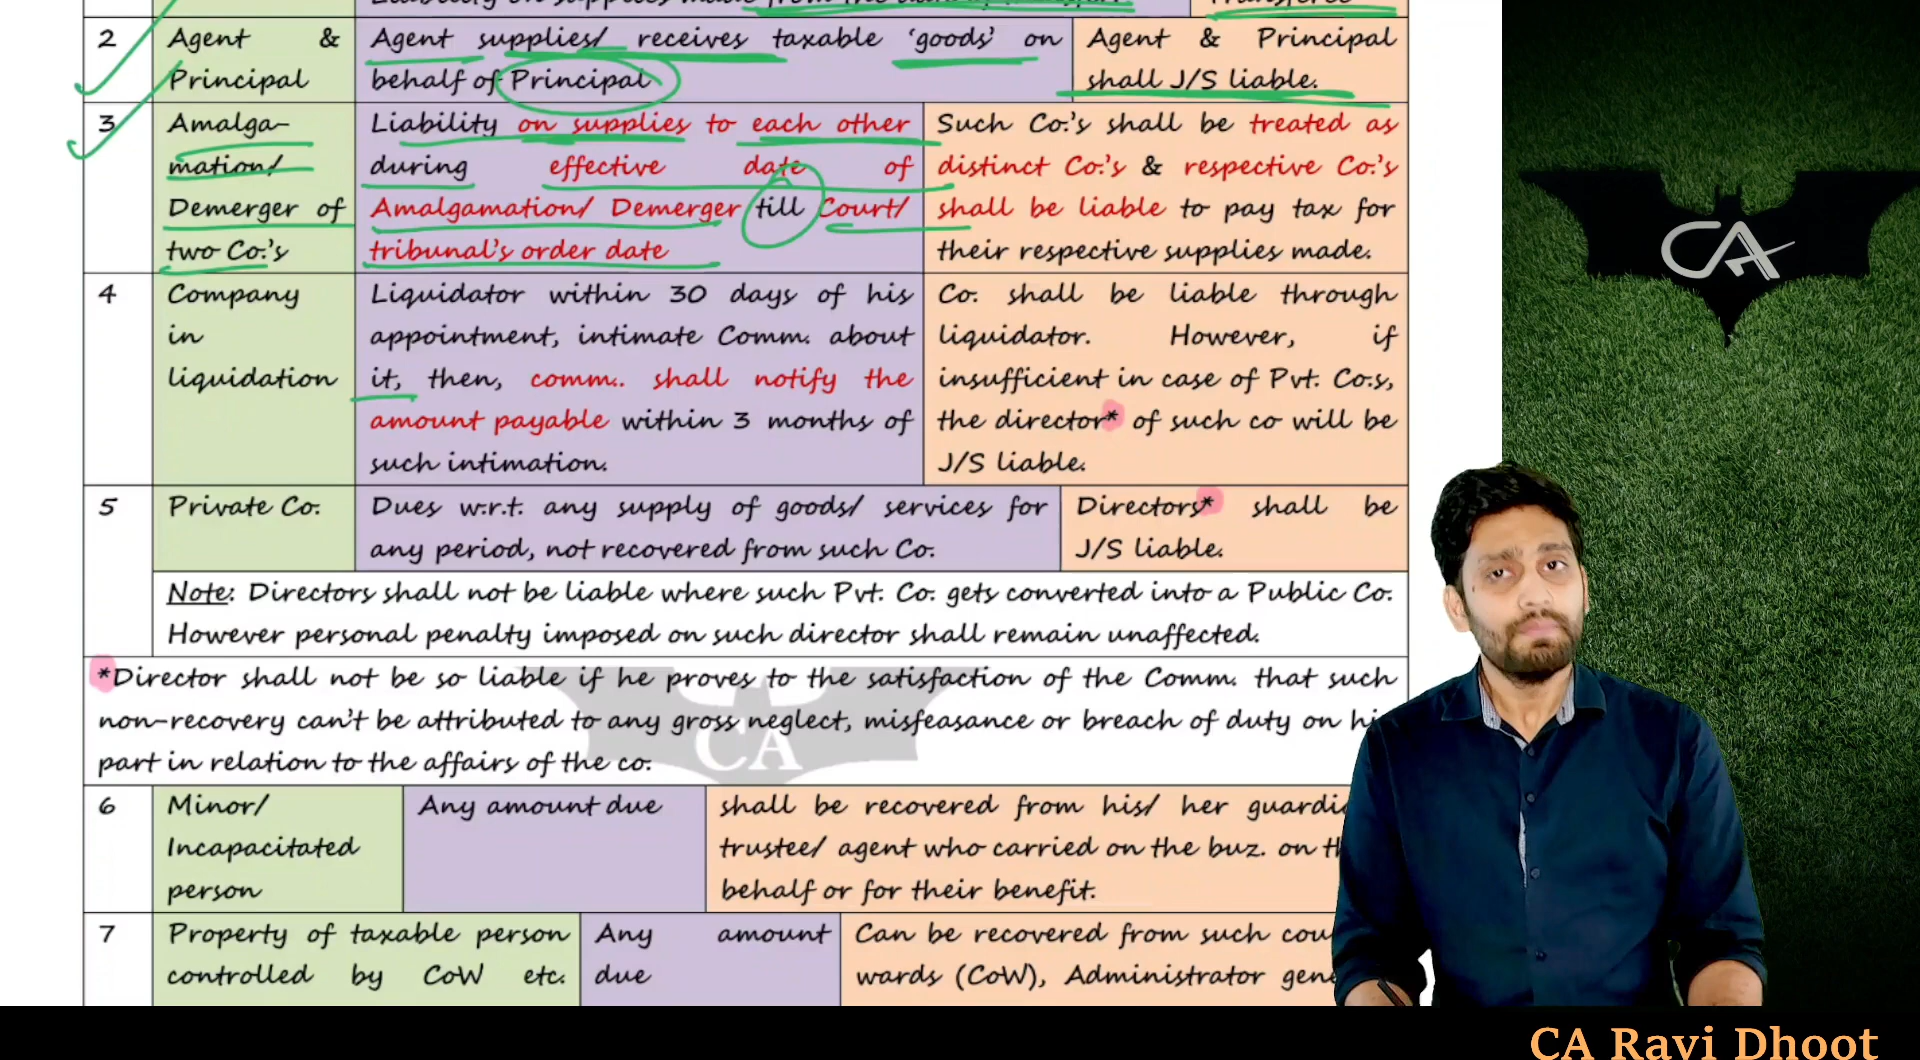 Liability on supplies made from the date of transfer. Transferee
2 Agent & Agent supplies/ receives taxable ‘goods’ on Agent & Principal
Principal behalf of Principal shall J/S liable.
3 Amalga- Liability on supplies to each other Such Co.'s shall be treated as
mation/ during effective date of distinct Co.'s & respective Co.'s
Demerger of Amalgamation/ Demerger till Court/ shall be liable to pay tax for
two Co.'s tribunal's order date their respective supplies made.
4 Company Liquidator within 30 days of his Co. shall be liable through
in appointment, intimate Comm. about liquidator. However, if
liquidation it, then, comm.. shall notify the insufficient in case of Pvt. Co.s,
amount payable within 3 months of the director* of such co will be
such intimation. J/S liable.
5 Private Co. Dues w.r.t. any supply of goods/ services for Directors* shall be
any period, not recovered from such Co. J/S liable.
Note: Directors shall not be liable where such Pvt. Co. gets converted into a Public Co.
However personal penalty imposed on such director shall remain unaffected.
*Director shall not be so liable if he proves to the satisfaction of the Comm. that such
non-recovery can't be attributed to any gross neglect, misfeasance or breach of duty on
part in relation to the affairs of the co.
6 Minor/ Any amount due shall be recovered from his/ her
Incapacitated trustee/ agent who carried on the buz. on
person behalf or for their benefit.
7 Property of taxable person Any amount Can be recovered from such
controlled by CoW etc. due wards (CoW), Administrator
CA
CA
CA Ravi Dhoot